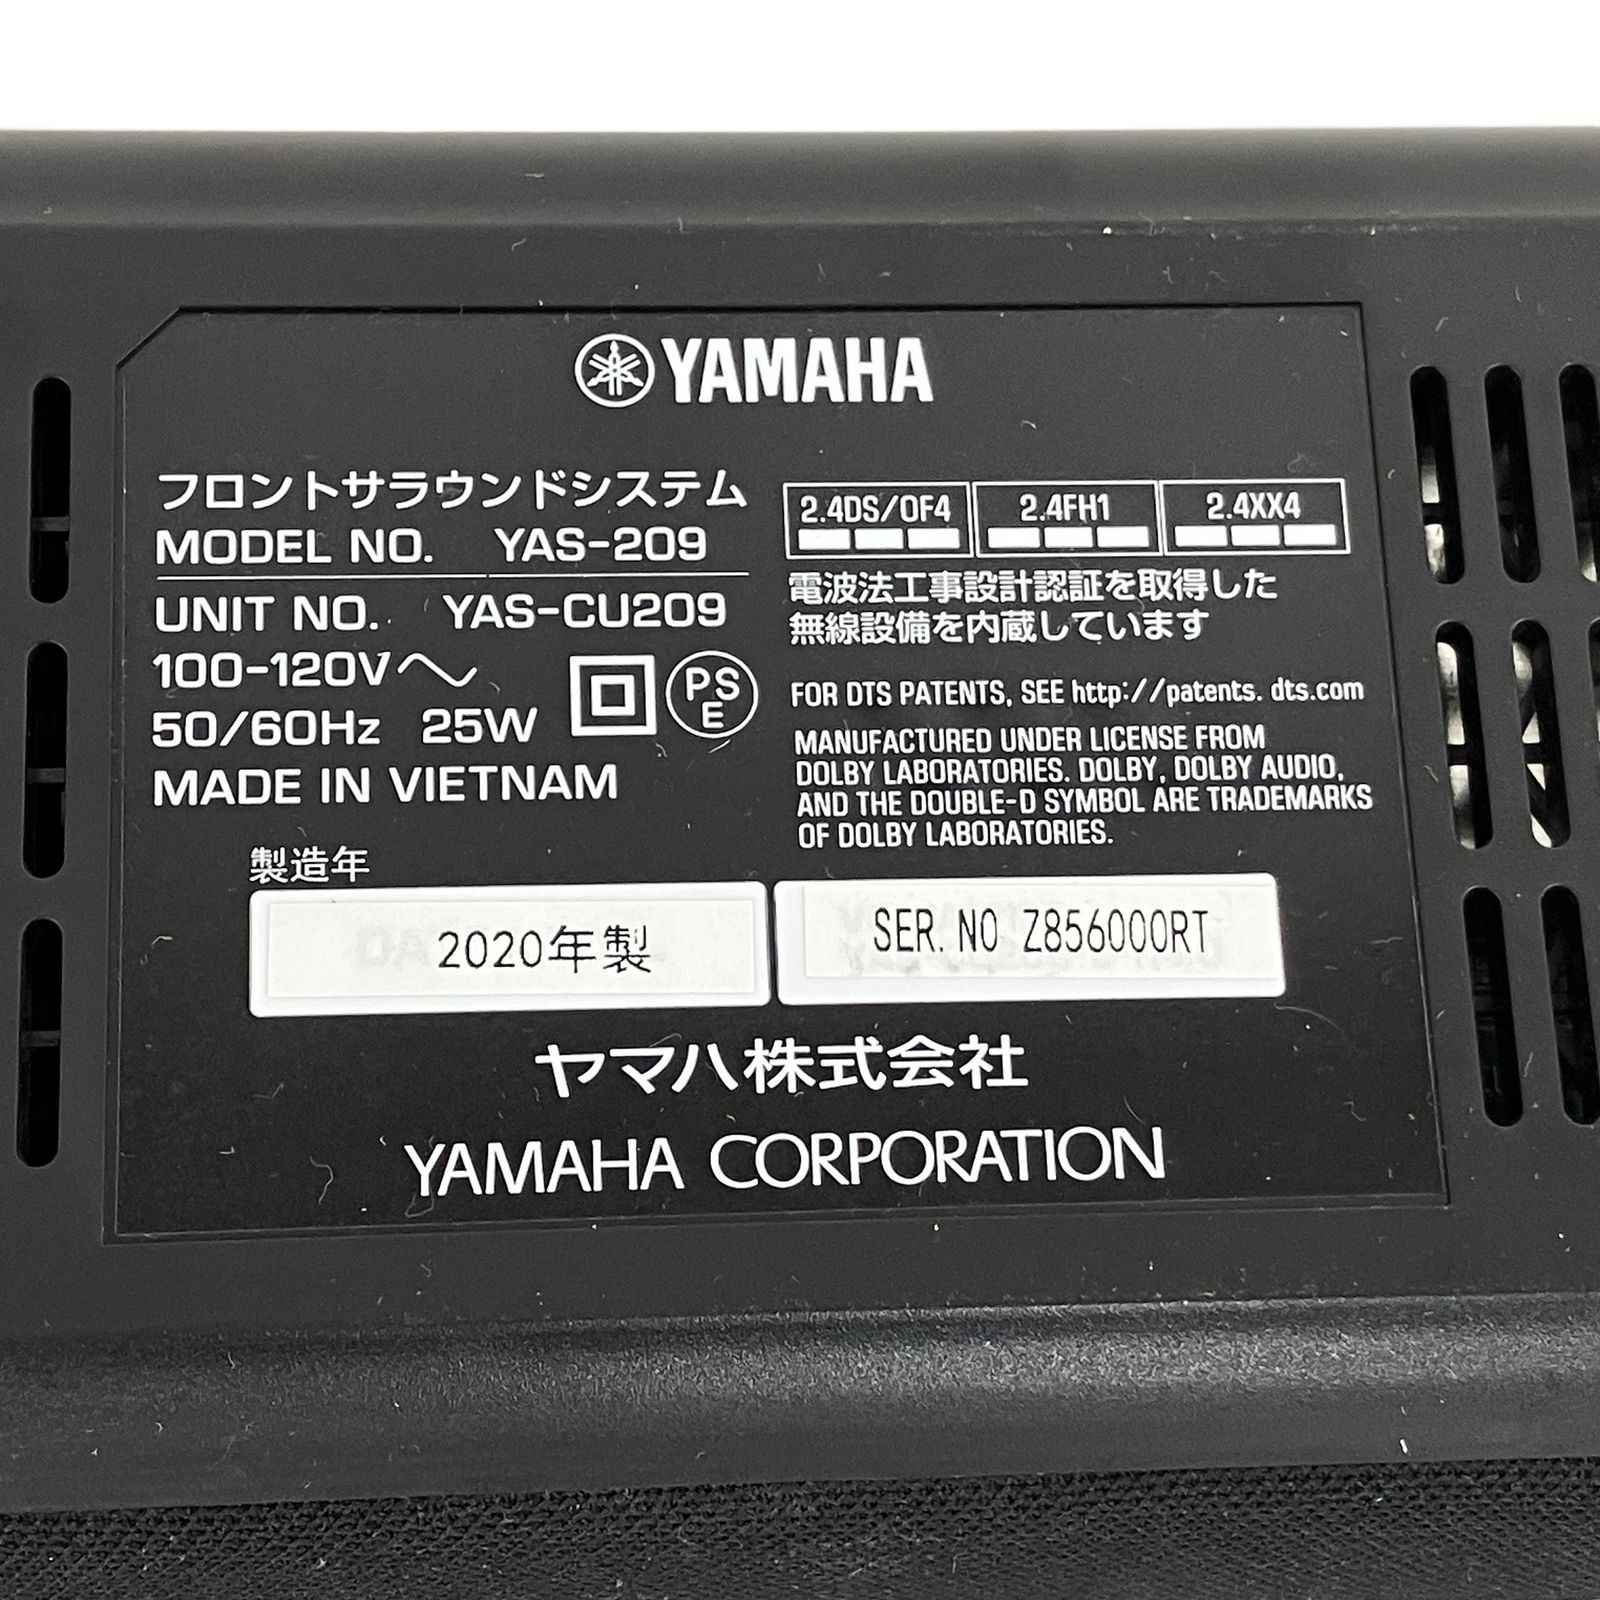 YAMAHA
フロントサラウンドシステム
MODEL NO. YAS-209
UNIT NO. YAS-CU209
100-120V～
50/60Hz 25W
PSE
MADE IN VIETNAM
2.4DS/OF4 2.4FH1 2.4XX4
電波法工事設計認証を取得した
無線設備を内蔵しています
FOR DTS PATENTS, SEE http://patents.dts.com
MANUFACTURED UNDER LICENSE FROM
DOLBY LABORATORIES. DOLBY, DOLBY AUDIO,
AND THE DOUBLE-D SYMBOL ARE TRADEMARKS
OF DOLBY LABORATORIES.
製造年
2020年製
SER. NO Z856000RT
ヤマハ株式会社
YAMAHA CORPORATION